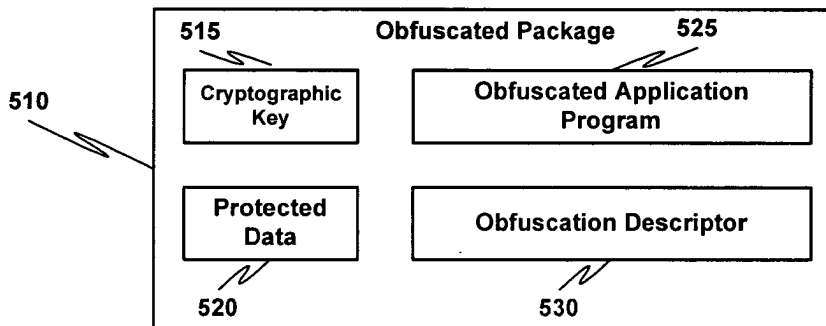 515
Obfuscated Package
525
510
Cryptographic
Key
Obfuscated Application
Program
Protected
Data
Obfuscation Descriptor
520
530